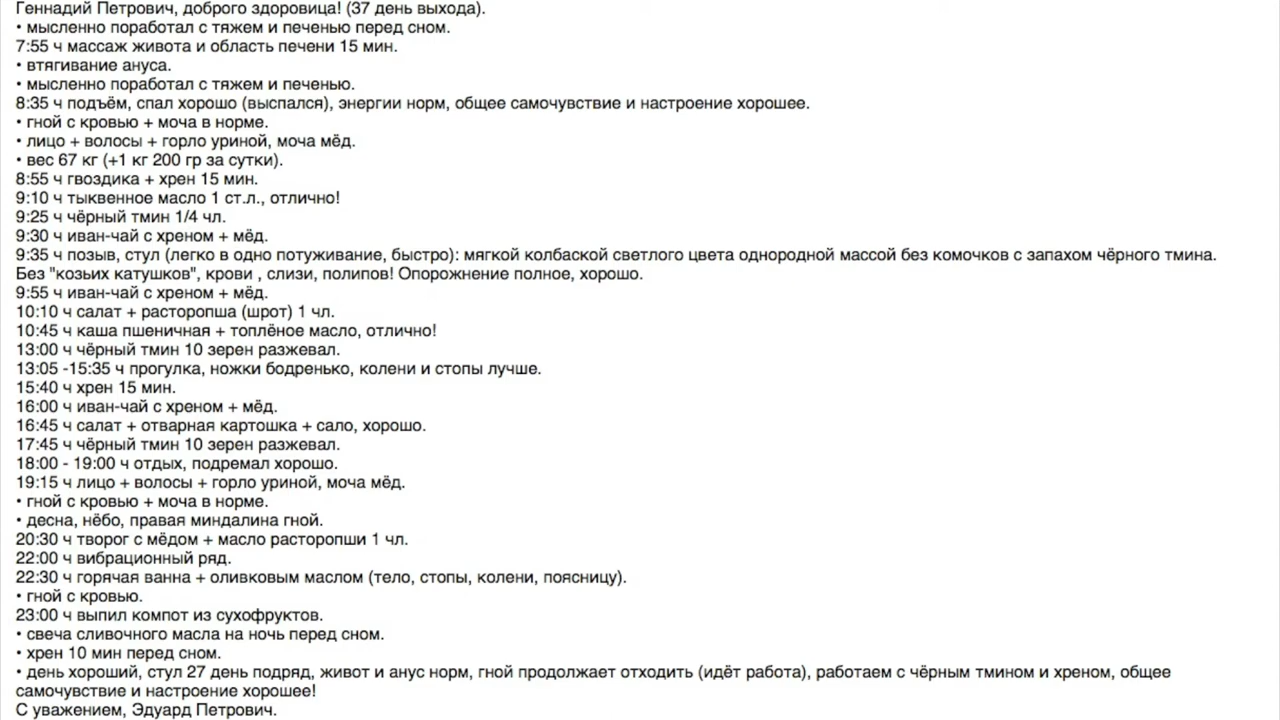 Геннадий Петрович, доброго здоровица! (37 день выхода).
• мысленно поработал с тяжем и печенью перед сном.
7:55 ч массаж живота и область печени 15 мин.
• втягивание ануса.
• мысленно поработал с тяжем и печенью.
8:35 ч подъём, спал хорошо (выспался), энергии норм, общее самочувствие и настроение хорошее.
• гной с кровью + моча в норме.
• лицо + волосы + горло уриной, моча мёд.
• вес 67 кг (+1 кг 200 гр за сутки).
8:55 ч гвоздика + хрен 15 мин.
9:10 ч тыквенное масло 1 ст.л., отлично!
9:25 ч чёрный тмин 1/4 чл.
9:30 ч иван-чай с хреном + мёд.
9:35 ч позыв, стул (легко в одно потуживание, быстро): мягкой колбаской светлого цвета однородной массой без комочков с запахом чёрного тмина.
Без "козьих катушков", крови , слизи, полипов! Опорожнение полное, хорошо.
9:55 ч иван-чай с хреном + мёд.
10:10 ч салат + расторопша (шрот) 1 чл.
10:45 ч каша пшеничная + топлёное масло, отлично!
13:00 ч чёрный тмин 10 зерен разжевал.
13:05 -15:35 ч прогулка, ножки бодренько, колени и стопы лучше.
15:40 ч хрен 15 мин.
16:00 ч иван-чай с хреном + мёд.
16:45 ч салат + отварная картошка + сало, хорошо.
17:45 ч чёрный тмин 10 зерен разжевал.
18:00 - 19:00 ч отдых, подремал хорошо.
19:15 ч лицо + волосы + горло уриной, моча мёд.
• гной с кровью + моча в норме.
• десна, нёбо, правая миндалина гной.
20:30 ч творог с мёдом + масло расторопши 1 чл.
22:00 ч вибрационный ряд.
22:30 ч горячая ванна + оливковым маслом (тело, стопы, колени, поясницу).
• гной с кровью.
23:00 ч выпил компот из сухофруктов.
• свеча сливочного масла на ночь перед сном.
• хрен 10 мин перед сном.
• день хороший, стул 27 день подряд, живот и анус норм, гной продолжает отходить (идёт работа), работаем с чёрным тмином и хреном, общее
самочувствие и настроение хорошее!
С уважением, Эдуард Петрович.